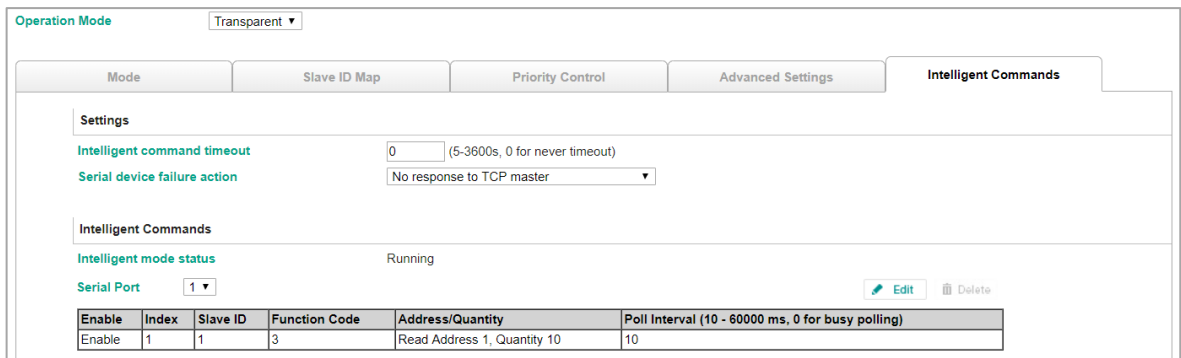 Operation Mode Transparent
Mode Slave ID Map Priority Control Advanced Settings Intelligent Commands
Settings
Intelligent command timeout 0 (5-3600s, 0 for never timeout)
Serial device failure action No response to TCP master
Intelligent Commands
Intelligent mode status Running
Serial Port 1 Edit Delete
Enable Index Slave ID Function Code Address/Quantity Poll Interval (10 - 60000 ms, 0 for busy polling)
Enable 1 1 3 Read Address 1, Quantity 10 10